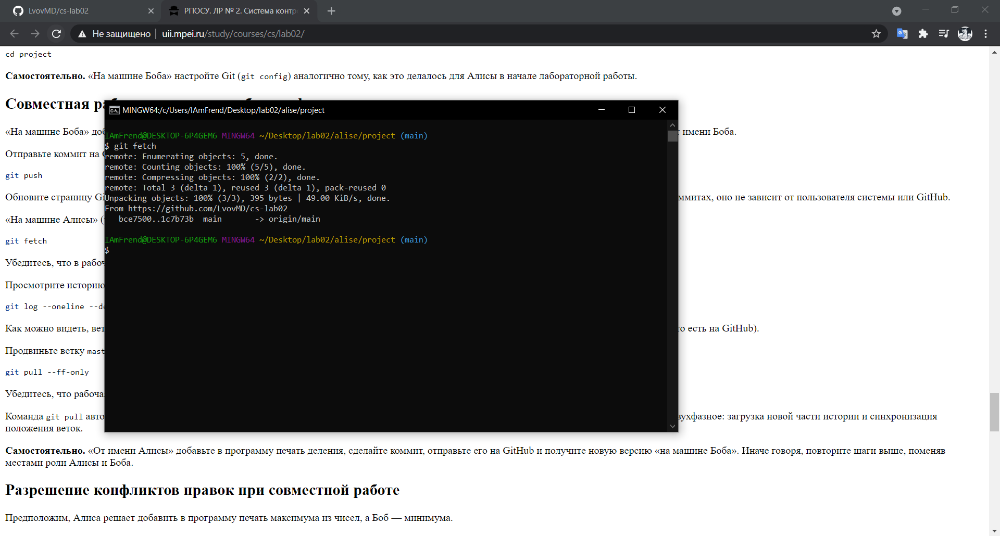 LvovMD/cs-lab02
РПОСУ. ЛР № 2. Система контр
Не защищено
uii.mpei.ru/study/courses/cs/lab02/
cd project
Самостоятельно. «На машине Боба» настройте Git (git config) аналогично тому, как это делалось для Алисы в начале лабораторной работы.
Совместная
«На машине Боба»
имени Боба.
Отправьте коммит на
git push
Обновите страницу
ммитах, оно не зависит от пользователя системы или GitHub.
«На машине Алисы» (
git fetch
Убедитесь, что в рабоч
Просмотрите историю
git log --oneline --de
Как можно видеть, вет
то есть на GitHub).
Продвиньте ветку mast
git pull --ff-only
Убедитесь, что рабоча
Команда git pull авто
вухфазное: загрузка новой части истории и синхронизация
положения веток.
Самостоятельно. «От имени Алисы» добавьте в программу печать деления, сделайте коммит, отправьте его на GitHub и получите новую версию «на машине Боба». Иначе говоря, повторите шаги выше, поменяв
местами роли Алисы и Боба.
Разрешение конфликтов правок при совместной работе
Предположим, Алиса решает добавить в программу печать максимума из чисел, а Боб — минимума.
MINGW64:/c/Users/IAmFrend/Desktop/lab02/alise/project
IAmFrend@DESKTOP-6P4GEM6 MINGW64 ~/Desktop/lab02/alise/project (main)
$ git fetch
remote: Enumerating objects: 5, done.
remote: Counting objects: 100% (5/5), done.
remote: Compressing objects: 100% (2/2), done.
remote: Total 3 (delta 1), reused 3 (delta 1), pack-reused 0
Unpacking objects: 100% (3/3), 395 bytes | 49.00 KiB/s, done.
From https://github.com/LvovMD/cs-lab02
bce7500..1c7b73b  main       -> origin/main
IAmFrend@DESKTOP-6P4GEM6 MINGW64 ~/Desktop/lab02/alise/project (main)
$